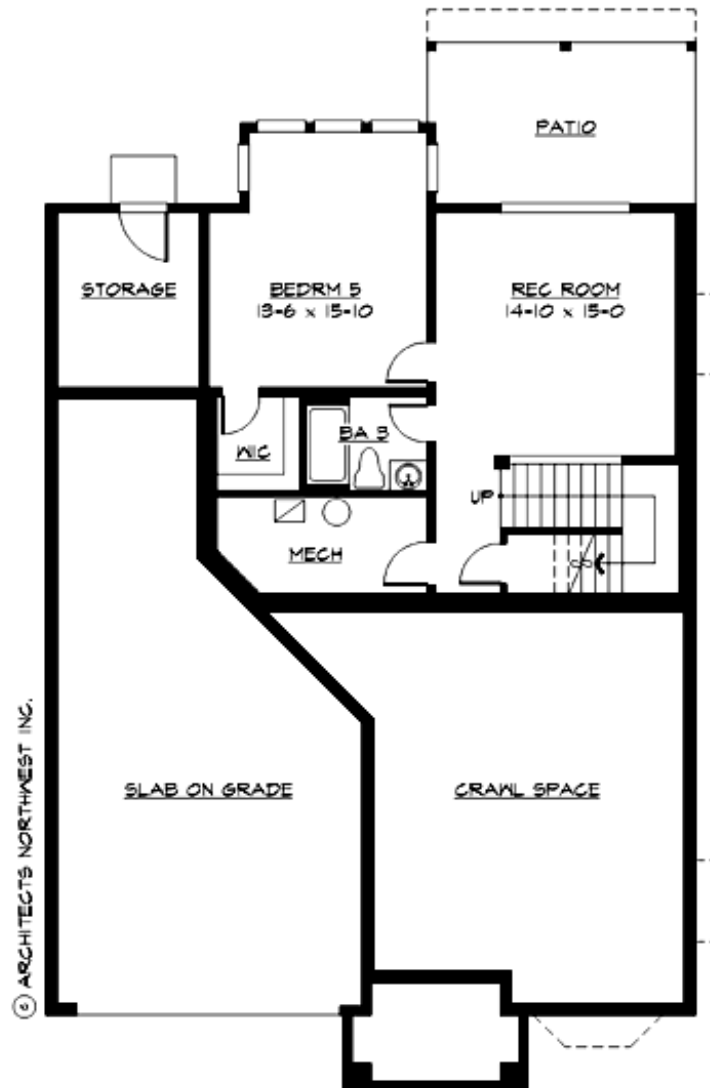 PATIO
STORAGE
BEDRM 5
13-6 x 15-10
REC ROOM
14-10 x 15-0
WIC
BA 3
UP
MECH
SLAB ON GRADE
CRAWL SPACE
© ARCHITECTS NORTHWEST INC.